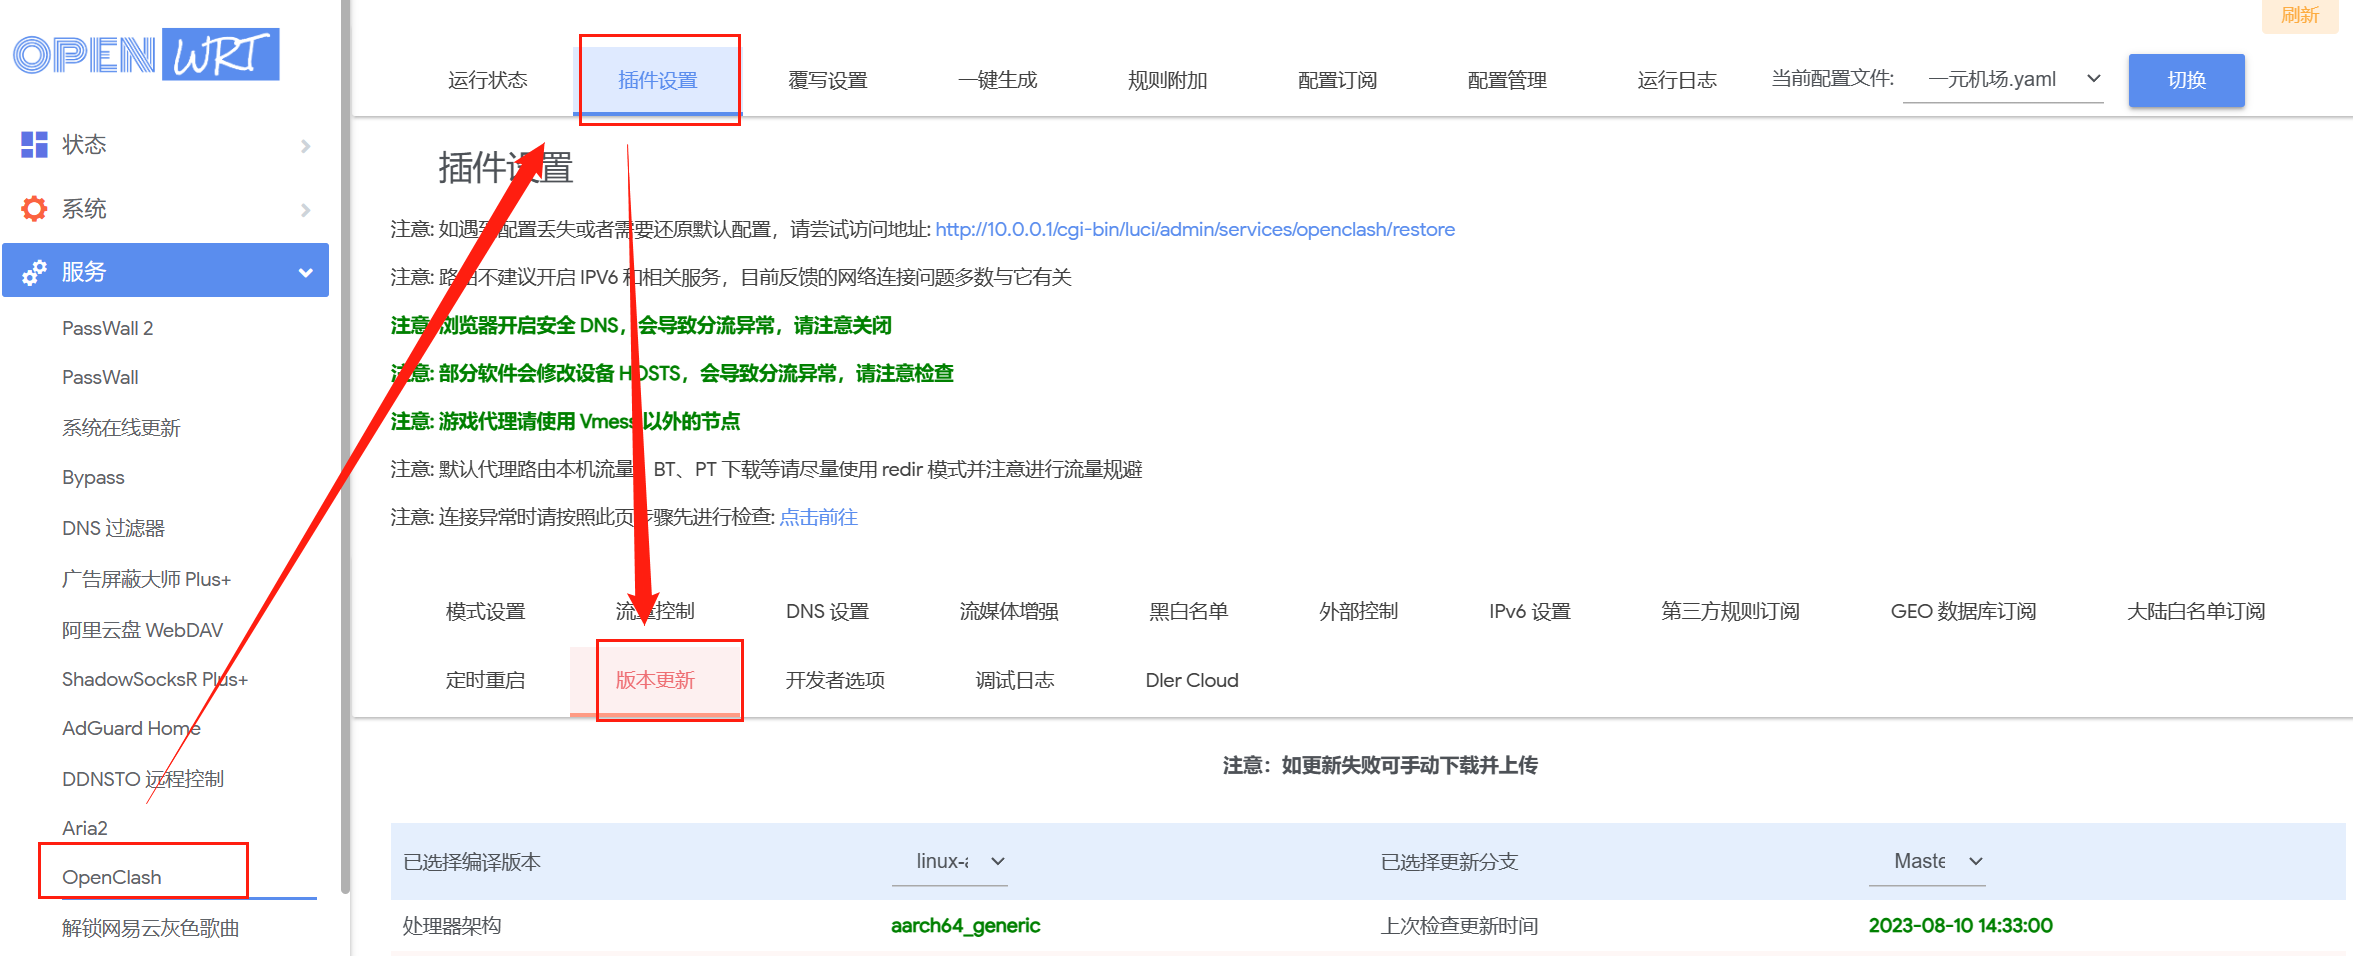 OPENWRT
状态
系统
服务
PassWall 2
PassWall
系统在线更新
Bypass
DNS 过滤器
广告屏蔽大师 Plus+
阿里云盘 WebDAV
ShadowSocksR Plus+
AdGuard Home
DDNSTO 远程控制
Aria2
OpenClash
解锁网易云灰色歌曲
刷新
运行状态 插件设置 覆写设置 一键生成 规则附加 配置订阅 配置管理 运行日志 当前配置文件: 一元机场.yaml 切换
插件设置
注意: 如遇到配置丢失或者需要还原默认配置，请尝试访问地址: http://10.0.0.1/cgi-bin/luci/admin/services/openclash/restore
注意: 路由不建议开启 IPV6 和相关服务，目前反馈的网络连接问题多数与它有关
注意: 浏览器开启安全 DNS，会导致分流异常，请注意关闭
注意: 部分软件会修改设备 HOSTS，会导致分流异常，请注意检查
注意: 游戏代理请使用 Vmess 以外的节点
注意: 默认代理路由本机流量，BT、PT 下载等请尽量使用 redir 模式并注意进行流量规避
注意: 连接异常时请按照此页步骤先进行检查: 点击前往
模式设置 流量控制 DNS 设置 流媒体增强 黑白名单 外部控制 IPv6 设置 第三方规则订阅 GEO 数据库订阅 大陆白名单订阅
定时重启 版本更新 开发者选项 调试日志 Dler Cloud
注意：如更新失败可手动下载并上传
已选择编译版本 linux-a 已选择更新分支 Maste
处理器架构 aarch64_generic 上次检查更新时间 2023-08-10 14:33:00